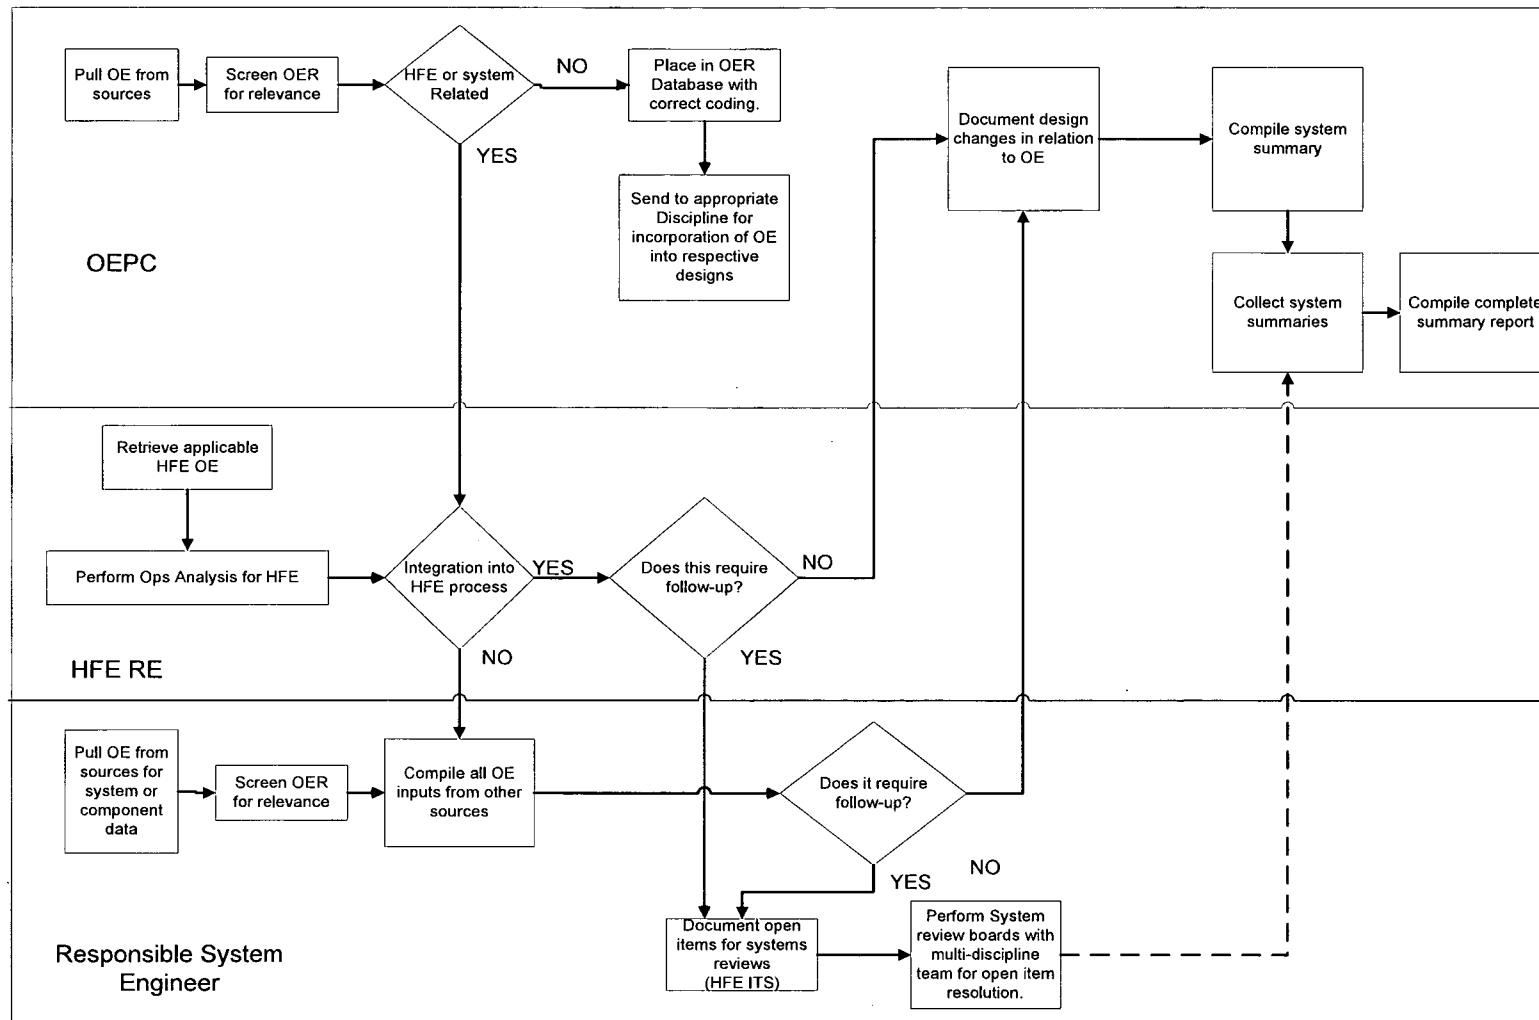 Pull OE from
sources
Screen OER
for relevance
HFE or system
Related
NO
YES
Place in OER
Database with
correct coding.
Send to appropriate
Discipline for
incorporation of OE
into respective
designs
Document design
changes in relation
to OE
Compile system
summary
Collect system
summaries
Compile complete
summary report
OEPC
Retrieve applicable
HFE OE
Perform Ops Analysis for HFE
Integration into
HFE process
YES
NO
Does this require
follow-up?
NO
YES
HFE RE
Pull OE from
sources for
system or
component
data
Screen OER
for relevance
Compile all OE
inputs from other
sources
Does it require
follow-up?
YES
NO
Document open
items for systems
reviews
(HFE ITS)
Perform System
review boards with
multi-discipline
team for open item
resolution.
Responsible System
Engineer